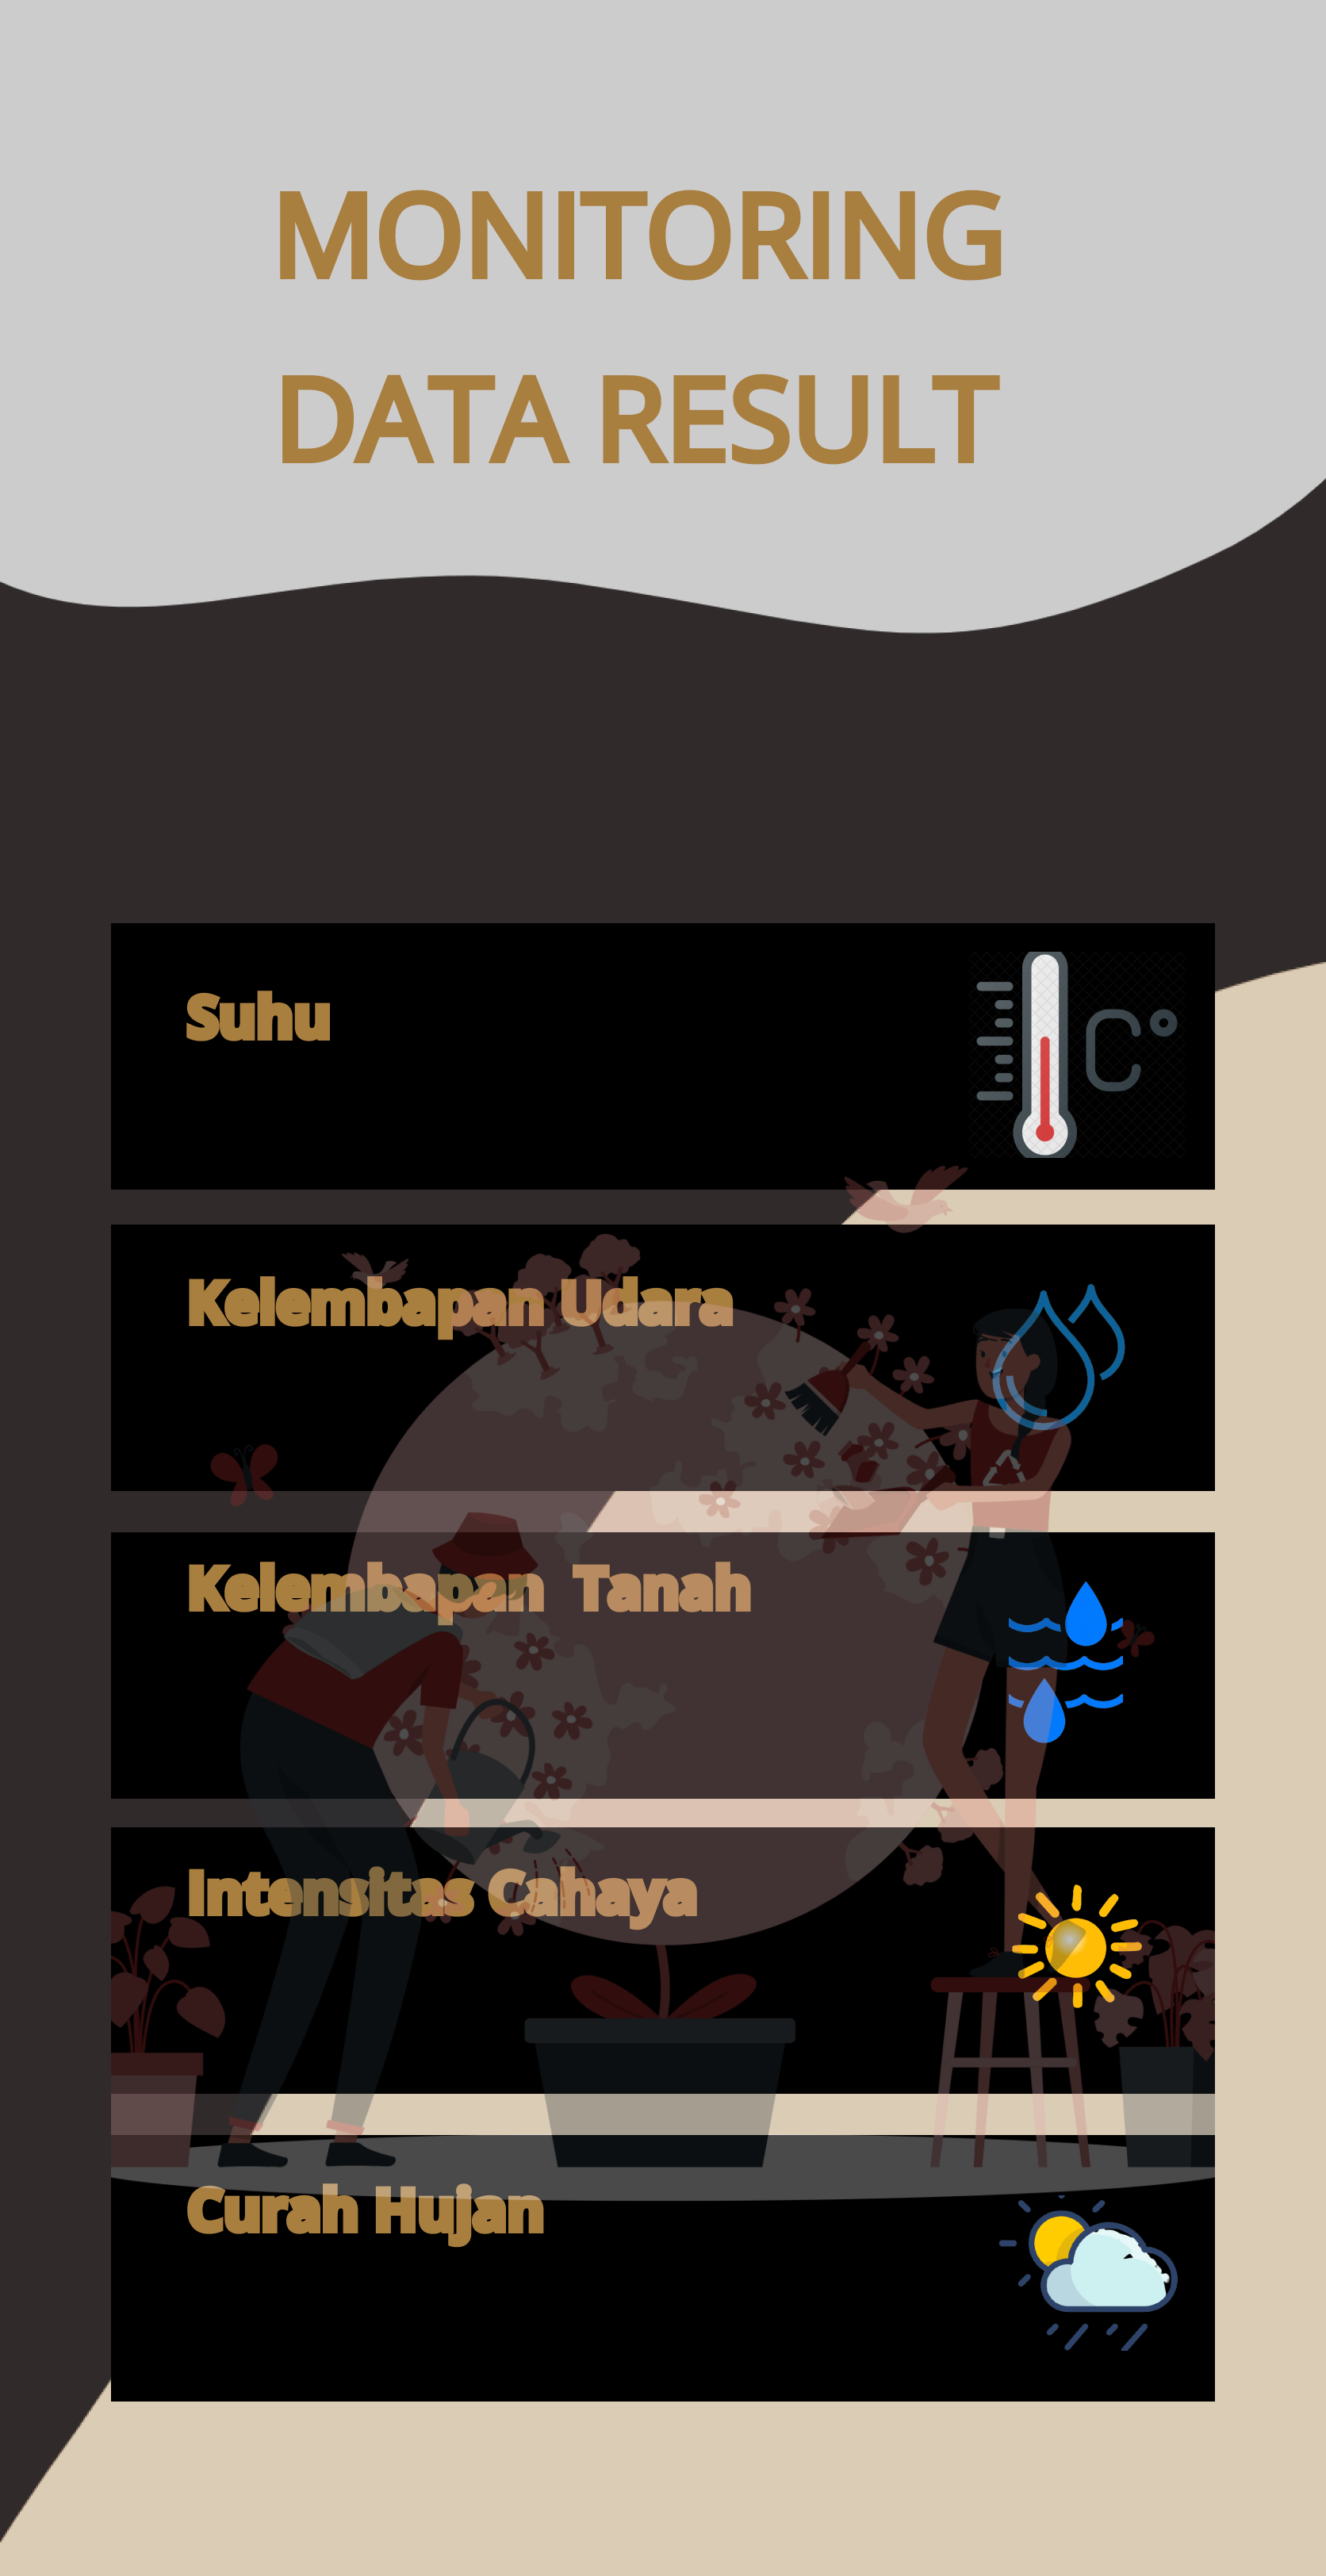 MONITORING
DATA RESULT
Suhu
C°
Kelembapan Udara
Kelembapan Tanah
Intensitas Cahaya
Curah Hujan